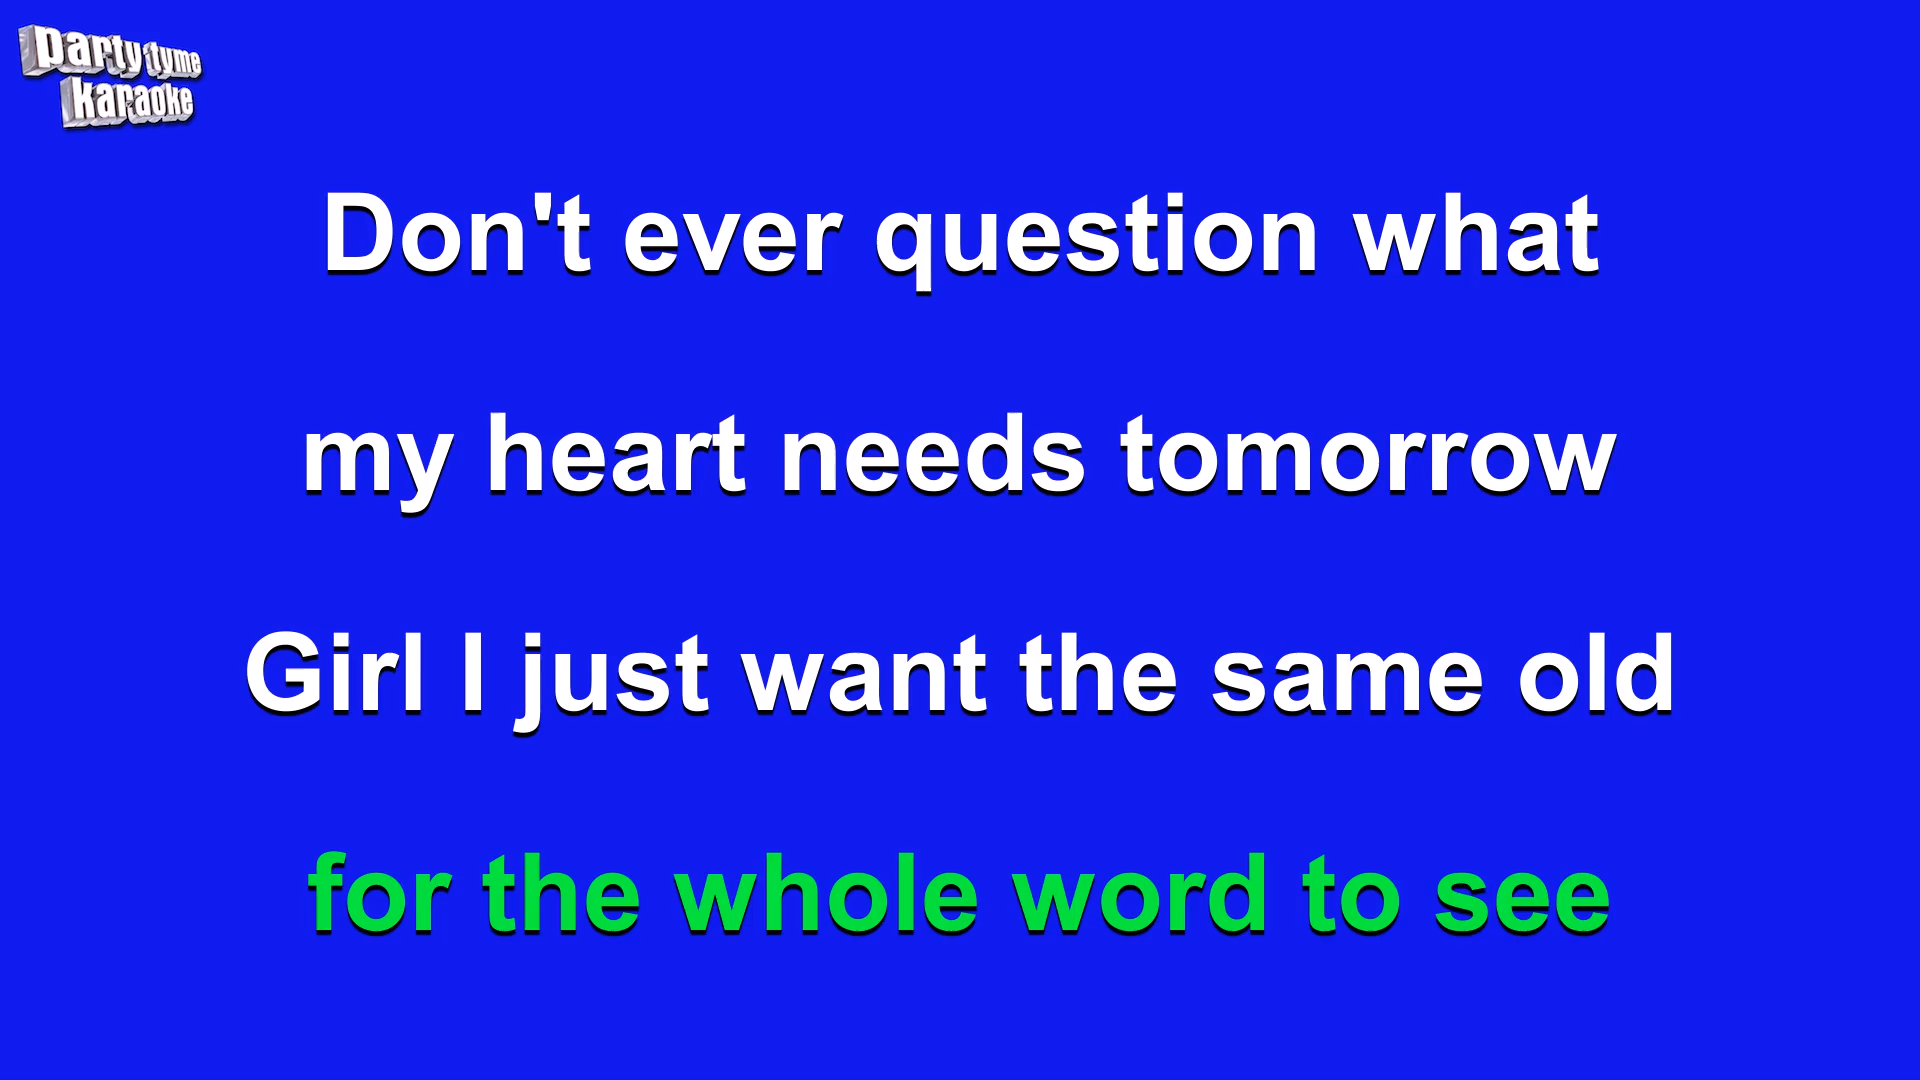 party tyme
karaoke
Don't ever question what
my heart needs tomorrow
Girl I just want the same old
for the whole word to see